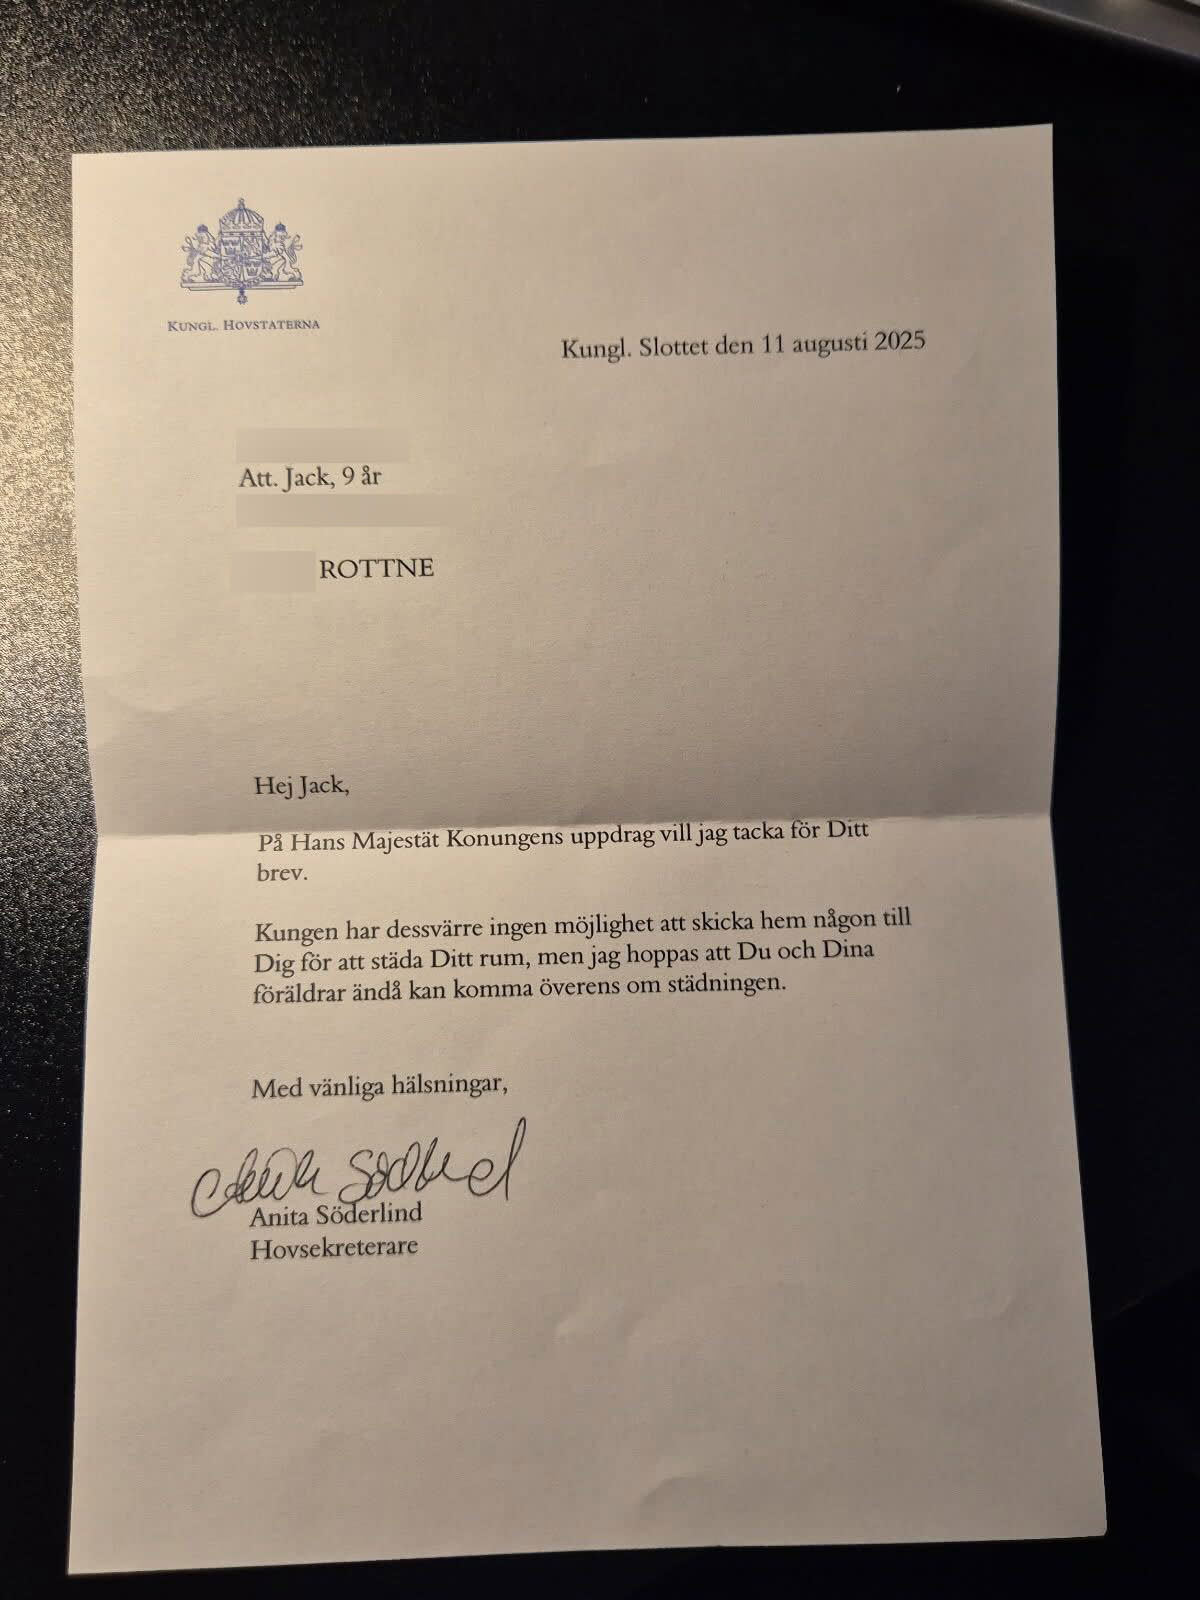 KUNGL. HOVSTATERNA
Kungl. Slottet den 11 augusti 2025
Att. Jack, 9 år
ROTTNE
Hej Jack,
På Hans Majestät Konungens uppdrag vill jag tacka för Ditt
brev.
Kungen har dessvärre ingen möjlighet att skicka hem någon till
Dig för att städa Ditt rum, men jag hoppas att Du och Dina
föräldrar ändå kan komma överens om städningen.
Med vänliga hälsningar,
Anita Söderlind
Anita Söderlind
Hovsekreterare